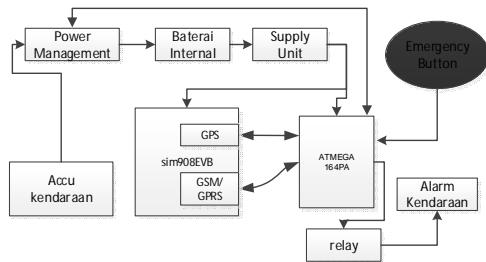 Power
Management
Baterai
Internal
Supply
Unit
Emergency
Button
GPS
sim908EVB
GSM/
GPRS
ATMEGA
164PA
Accu
kendaraan
Alarm
Kendaraan
relay